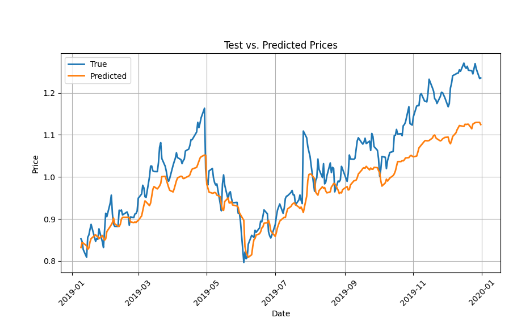 Test vs. Predicted Prices
True
Predicted
Price
1.2
1.1
1.0
0.9
0.8
2019-01
2019-03
2019-05
2019-07
2019-09
2019-11
2020-01
Date